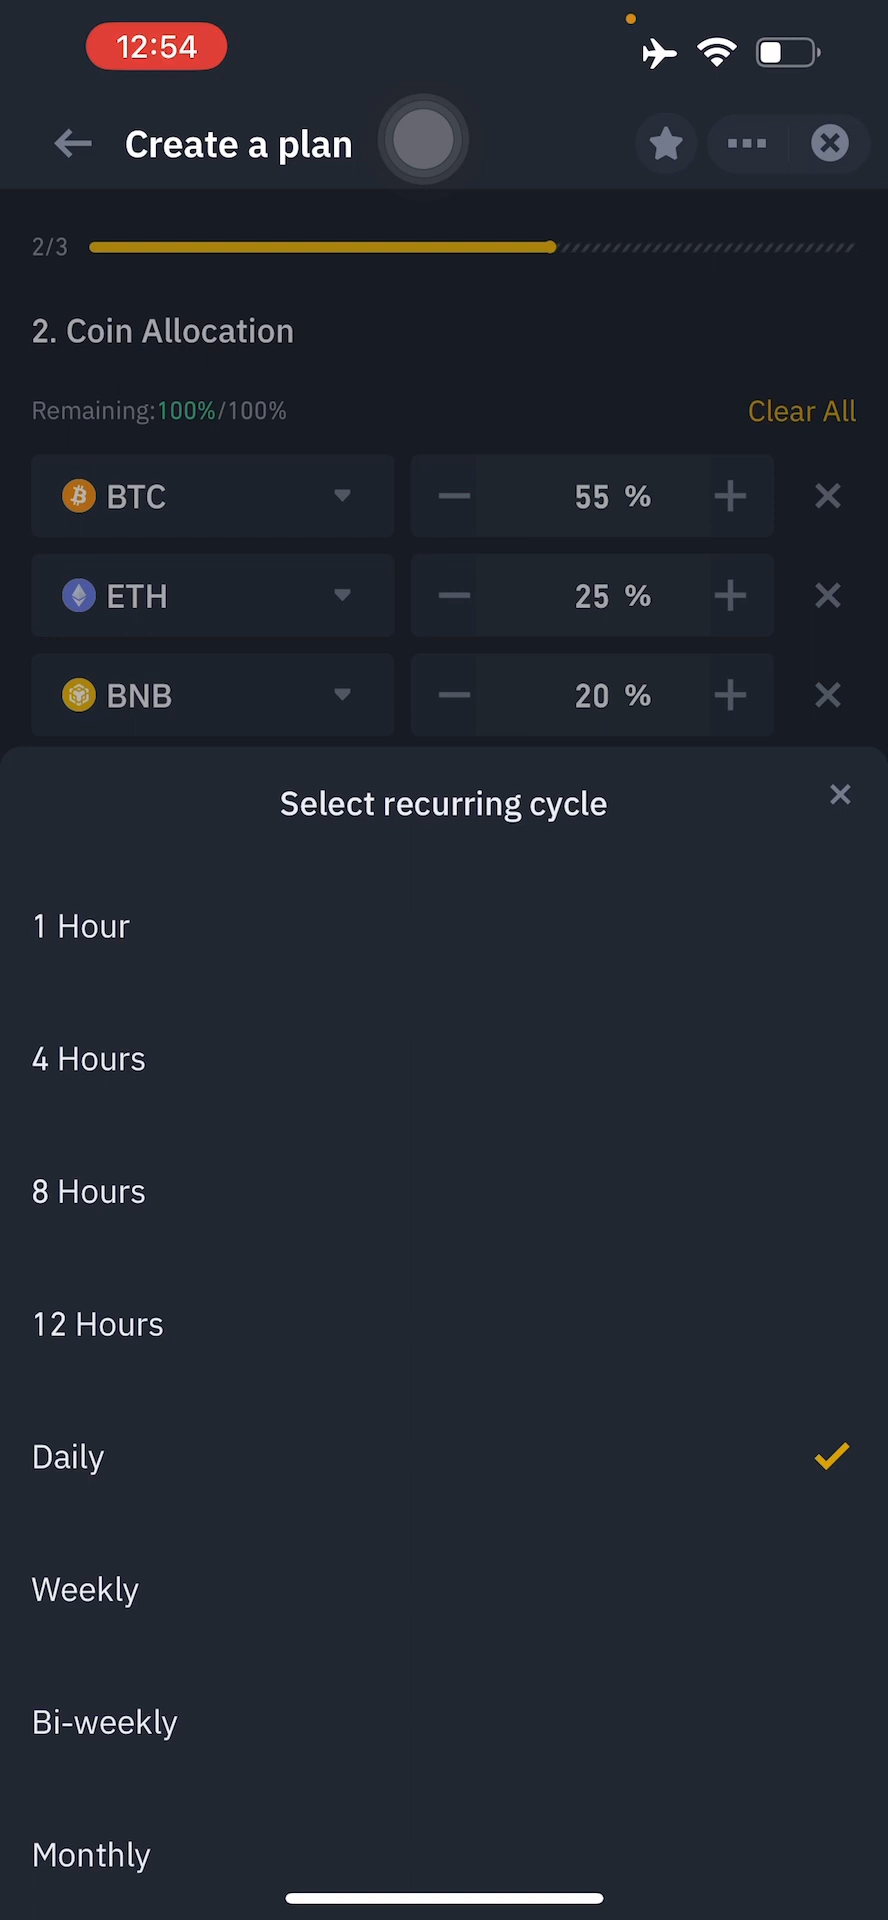 12:54
Create a plan
2/3
2. Coin Allocation
Remaining:100%/100%
Clear All
BTC
55 %
ETH
25 %
BNB
20 %
Select recurring cycle
1 Hour
4 Hours
8 Hours
12 Hours
Daily
Weekly
Bi-weekly
Monthly